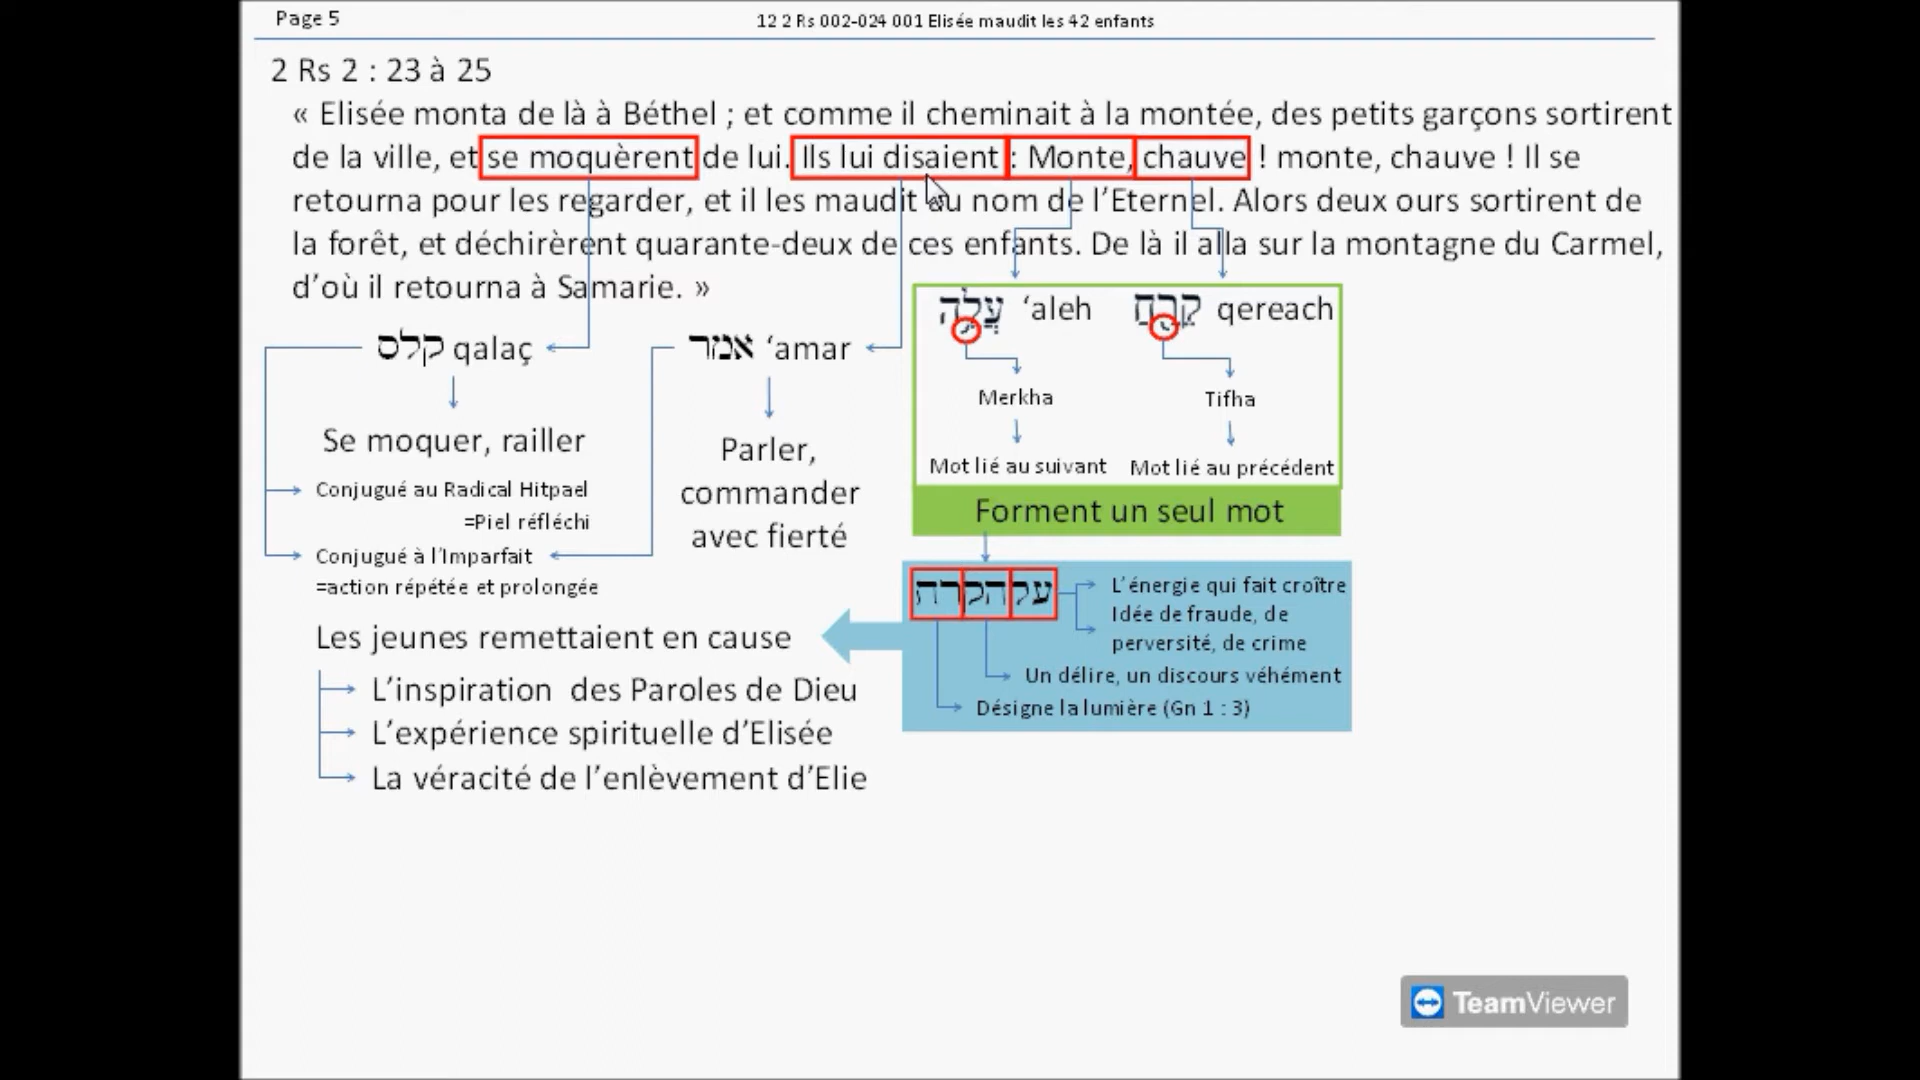 Page 5
12 2 Rs 002-024 001 Elisée maudit les 42 enfants
2 Rs 2 : 23 à 25
« Elisée monta de là à Béthel ; et comme il cheminait à la montée, des petits garçons sortirent
de la ville, et se moquèrent de lui. Ils lui disaient : Monte, chauve ! monte, chauve ! Il se
retourna pour les regarder, et il les maudit au nom de l’Eternel. Alors deux ours sortirent de
la forêt, et déchirèrent quarante-deux de ces enfants. De là il alla sur la montagne du Carmel,
d’où il retourna à Samarie. »
קלס qalaç
Se moquer, railler
Conjugué au Radical Hitpael
=Piel réfléchi
Conjugué à l’Imparfait
=action répétée et prolongée
אמר ‘amar
Parler,
commander
avec fierté
עֲלֵה ‘aleh
קֵרֵחַ qereach
Merkha
Tifha
Mot lié au suivant
Mot lié au précédent
Forment un seul mot
עלהקרה
L’énergie qui fait croître
Idée de fraude, de
perversité, de crime
Un délire, un discours véhément
Désigne la lumière (Gn 1 : 3)
Les jeunes remettaient en cause
L’inspiration des Paroles de Dieu
L’expérience spirituelle d’Elisée
La véracité de l’enlèvement d’Elie
TeamViewer